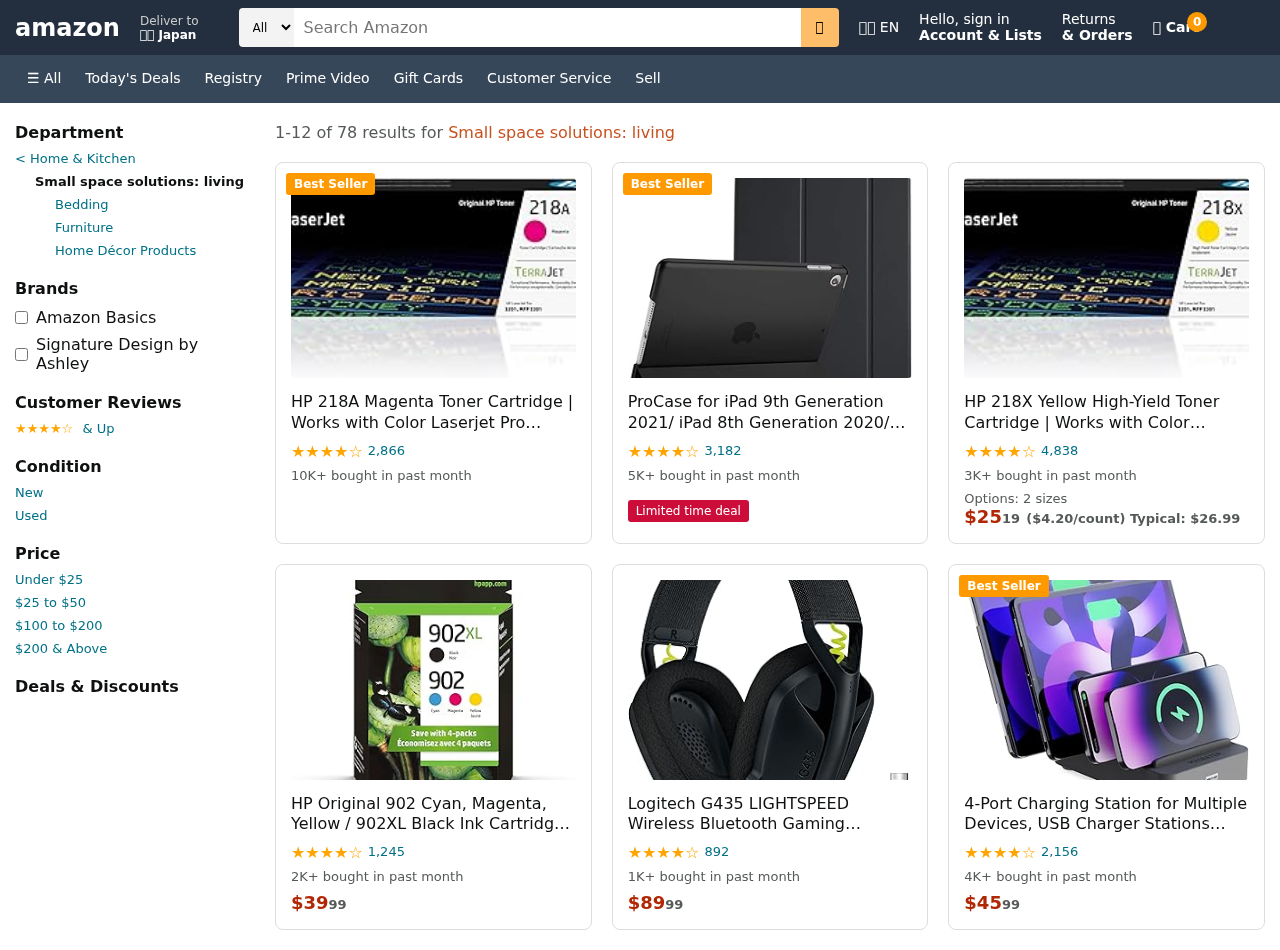 amazon
Deliver to
Japan
All
Search Amazon
EN
Hello, sign in
Account & Lists
Returns
& Orders
0
☰ All
Today's Deals
Registry
Prime Video
Gift Cards
Customer Service
Sell
Department
< Home & Kitchen
Small space solutions: living
Bedding
Furniture
Home Décor Products
Brands
Amazon Basics
Signature Design by
Ashley
Customer Reviews
★★★★☆ & Up
Condition
New
Used
Price
Under $25
$25 to $50
$100 to $200
$200 & Above
Deals & Discounts
1-12 of 78 results for Small space solutions: living
Best Seller
Original HP Toner Cartridge
218A
aserJet
Magenta
TERRAJET
HP 218A Magenta Toner Cartridge |
Works with Color Laserjet Pro…
★★★★☆ 2,866
10K+ bought in past month
Best Seller
ProCase for iPad 9th Generation
2021/ iPad 8th Generation 2020/…
★★★★☆ 3,182
5K+ bought in past month
Limited time deal
Original HP Toner Cartridge
218X
aserJet
Yellow
TERRAJET
HP 218X Yellow High-Yield Toner
Cartridge | Works with Color…
★★★★☆ 4,838
3K+ bought in past month
Options: 2 sizes
$25 19 ($4.20/count) Typical: $26.99
hpapp.com
902XL
Black
902
Cyan Magenta Yellow
Save with 4-packs
Économisez avec 4 paquets
HP Original 902 Cyan, Magenta,
Yellow / 902XL Black Ink Cartridg…
★★★★☆ 1,245
2K+ bought in past month
$39 99
R
G435
Logitech G435 LIGHTSPEED
Wireless Bluetooth Gaming…
★★★★☆ 892
1K+ bought in past month
$89 99
Best Seller
4-Port Charging Station for Multiple
Devices, USB Charger Stations…
★★★★☆ 2,156
4K+ bought in past month
$45 99